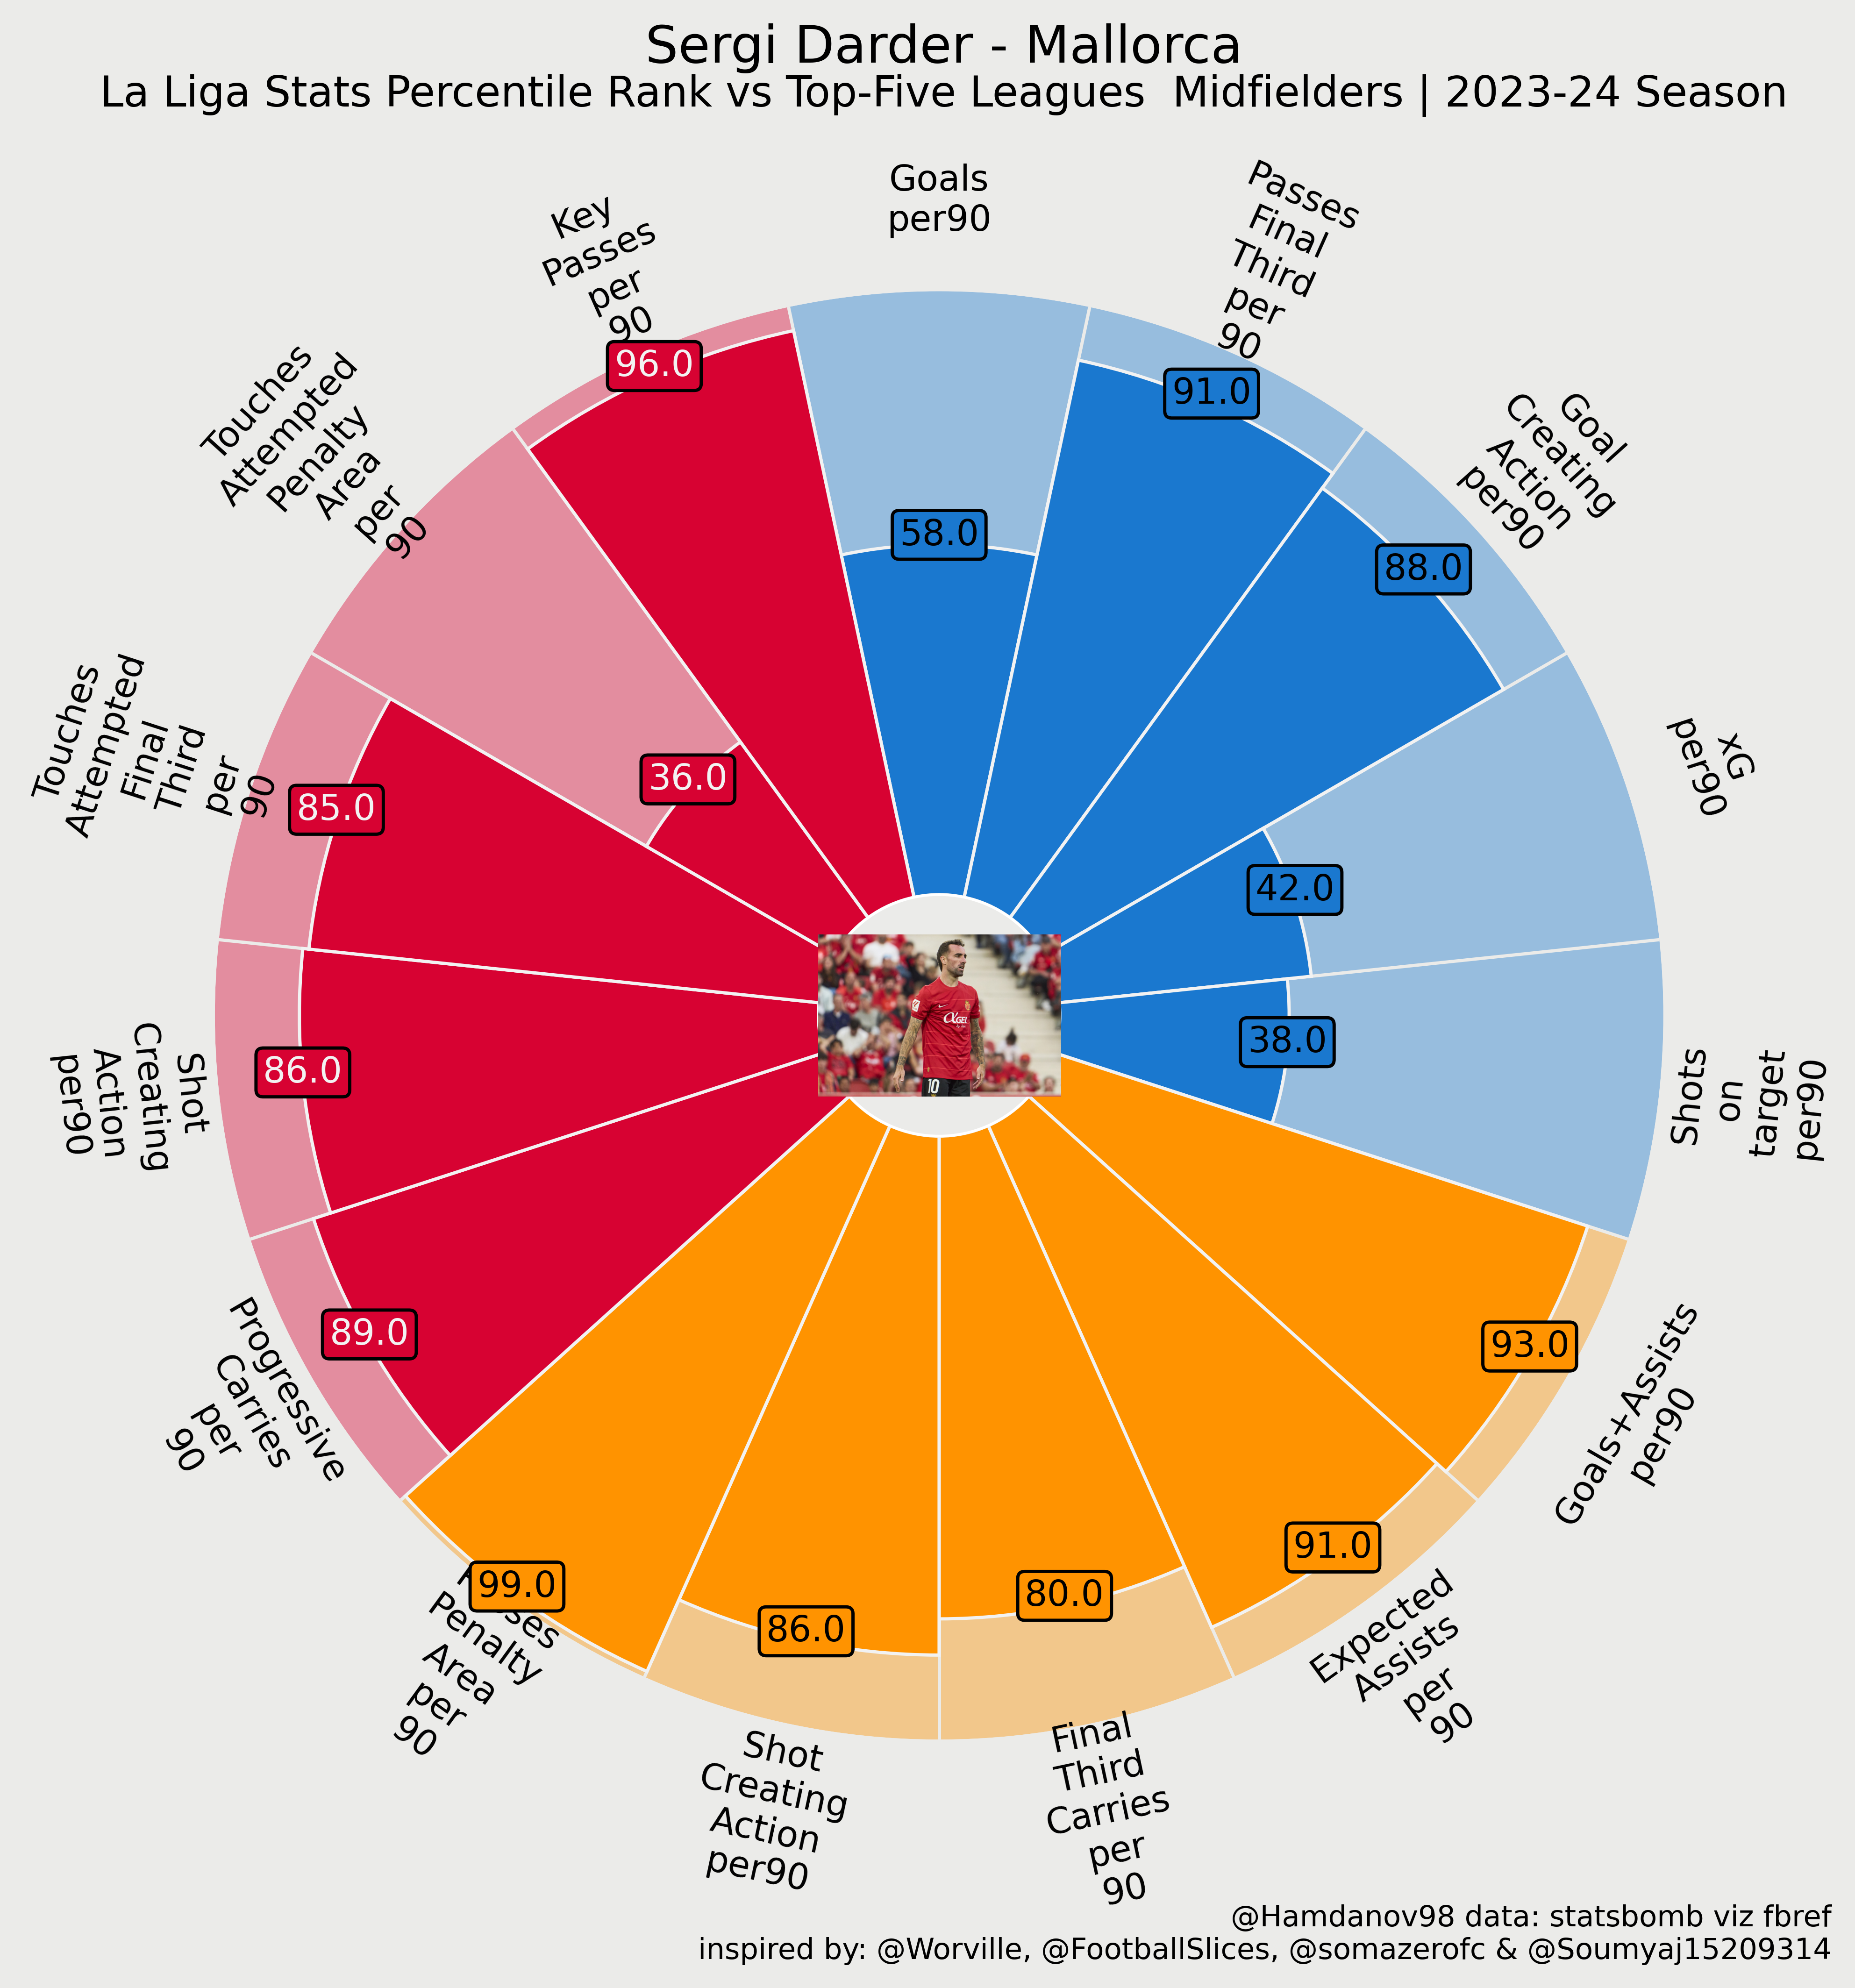 Sergi Darder - Mallorca
La Liga Stats Percentile Rank vs Top-Five Leagues  Midfielders | 2023-24 Season
Goals
per90
58.0
Passes
Final
Third
per
90
91.0
Goal
Creating
Action
per90
88.0
xG
per90
42.0
Shots
on
target
per90
38.0
Goals+Assists
per90
93.0
Expected
Assists
per
90
91.0
Final
Third
Carries
per
90
80.0
Shot
Creating
Action
per90
86.0
Penalty
Area
per
90
99.0
Progressive
Carries
per
90
89.0
Shot
Creating
Action
per90
86.0
Touches
Attempted
Final
Third
per
90
85.0
Touches
Attempted
Penalty
Area
per
90
36.0
Key
Passes
per
90
96.0
10
@Hamdanov98 data: statsbomb viz fbref
inspired by: @Worville, @FootballSlices, @somazerofc & @Soumyaj15209314